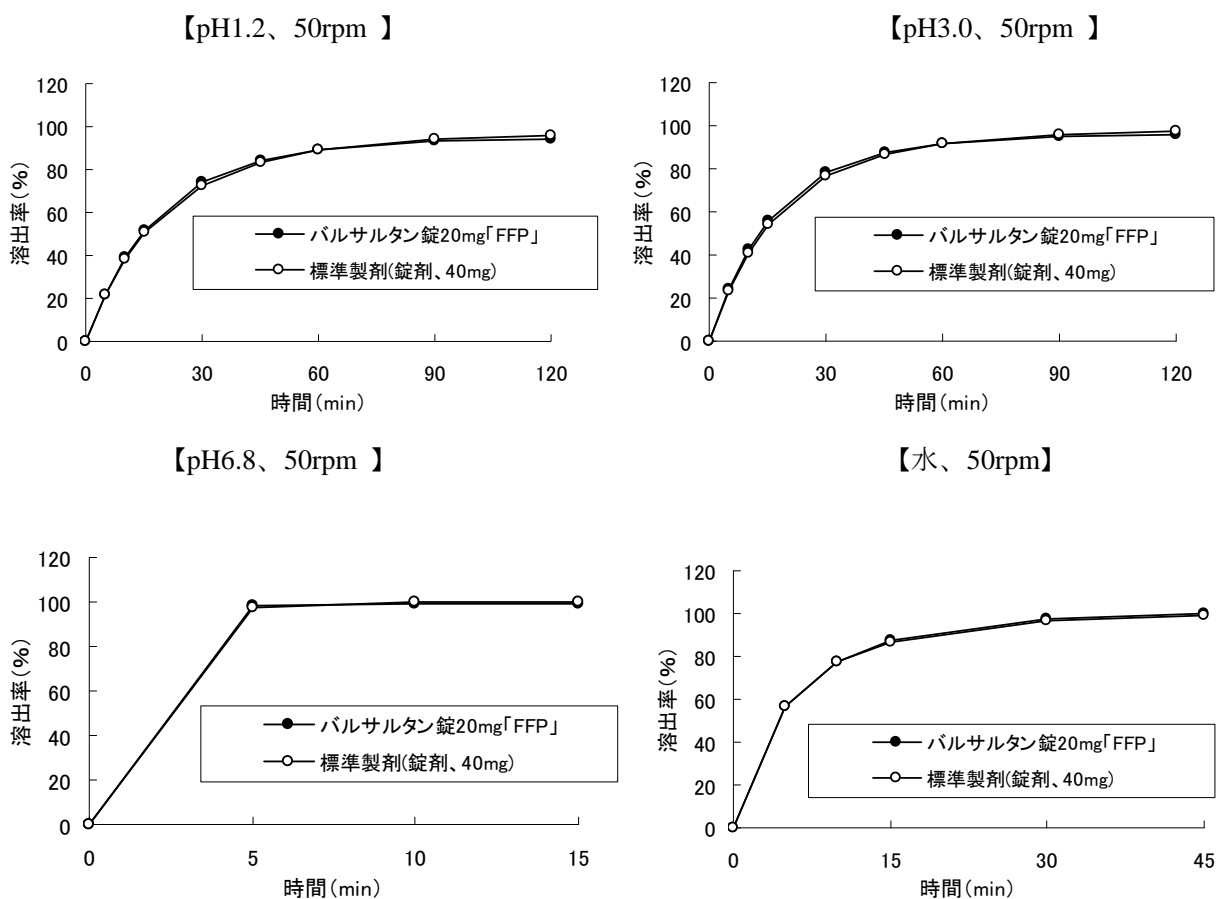 【pH1.2、50rpm 】
120
100
80
60
40
20
0
溶出率(%)
バルサルタン錠20mg「FFP」
標準製剤(錠剤、40mg)
0 30 60 90 120
時間(min)
【pH3.0、50rpm 】
120
100
80
60
40
20
0
溶出率(%)
バルサルタン錠20mg「FFP」
標準製剤(錠剤、40mg)
0 30 60 90 120
時間(min)
【pH6.8、50rpm 】
120
100
80
60
40
20
0
溶出率(%)
バルサルタン錠20mg「FFP」
標準製剤(錠剤、40mg)
0 5 10 15
時間(min)
【水、50rpm】
120
100
80
60
40
20
0
溶出率(%)
バルサルタン錠20mg「FFP」
標準製剤(錠剤、40mg)
0 15 30 45
時間(min)